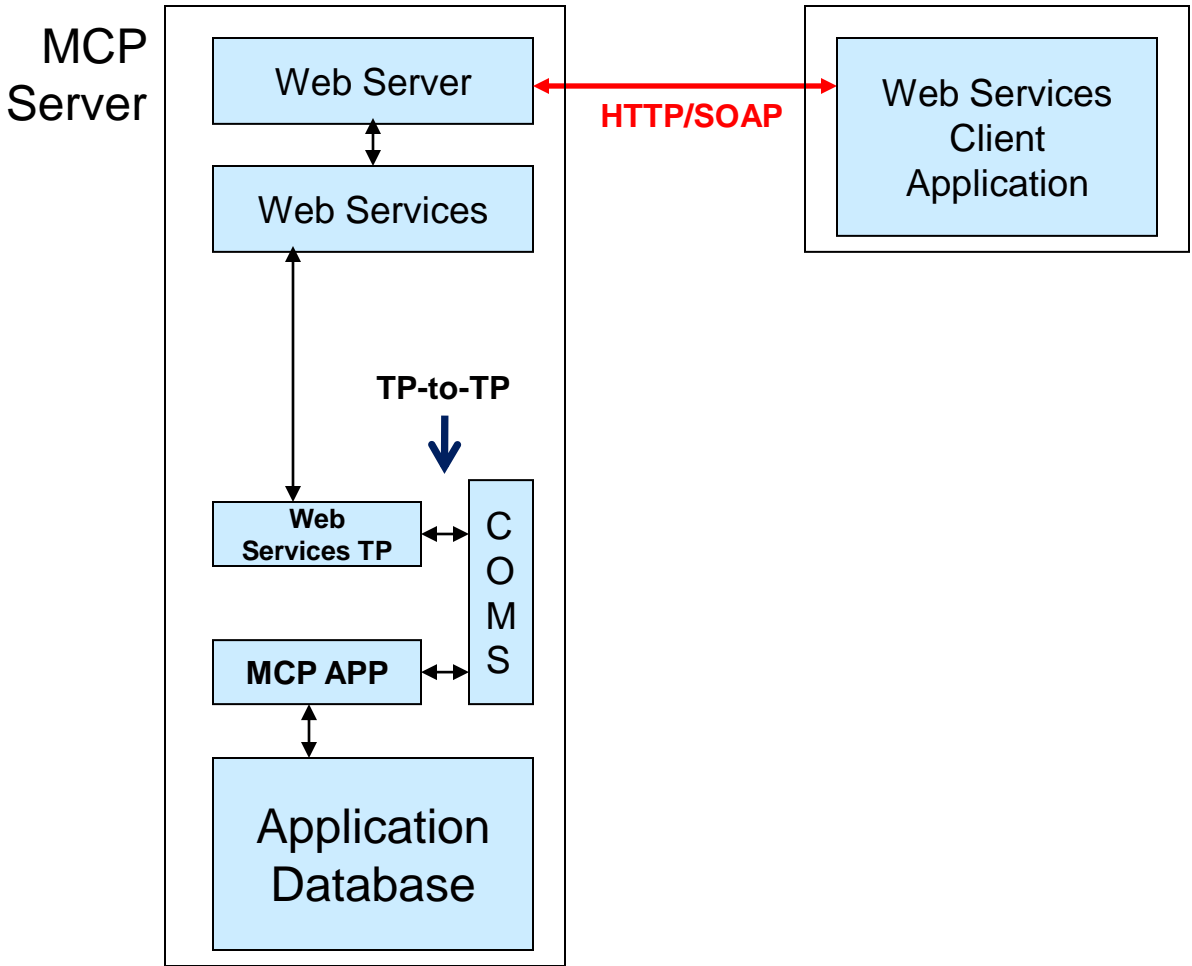 MCP
Server
Web Server
HTTP/SOAP
Web Services
Client
Application
Web Services
TP-to-TP
Web
Services TP
C
O
M
S
MCP APP
Application
Database